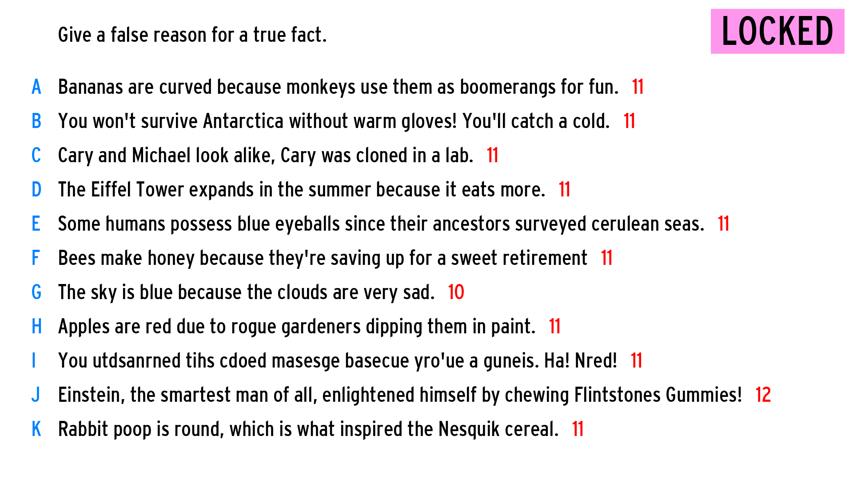 Give a false reason for a true fact.
LOCKED
A Bananas are curved because monkeys use them as boomerangs for fun. 11
B You won't survive Antarctica without warm gloves! You'll catch a cold. 11
C Cary and Michael look alike, Cary was cloned in a lab. 11
D The Eiffel Tower expands in the summer because it eats more. 11
E Some humans possess blue eyeballs since their ancestors surveyed cerulean seas. 11
F Bees make honey because they're saving up for a sweet retirement 11
G The sky is blue because the clouds are very sad. 10
H Apples are red due to rogue gardeners dipping them in paint. 11
I You utdsanrned tihs cdoed masesge basecue yro'ue a guneis. Ha! Nred! 11
J Einstein, the smartest man of all, enlightened himself by chewing Flintstones Gummies! 12
K Rabbit poop is round, which is what inspired the Nesquik cereal. 11